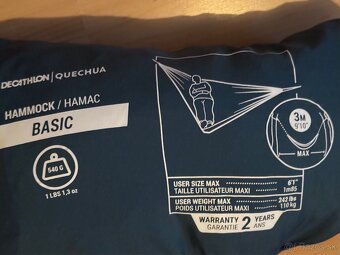 DECATHLON | QUECHUA
HAMMOCK / HAMAC
BASIC
540 G
1 LBS 1,3 oz
3M
9'10"
MAX
USER SIZE MAX 6'1"
TAILLE UTILISATEUR MAXI 1m85
USER WEIGHT MAX 242 lbs
POIDS UTILISATEUR MAXI 110 kg
WARRANTY 2 YEARS
GARANTIE ANS